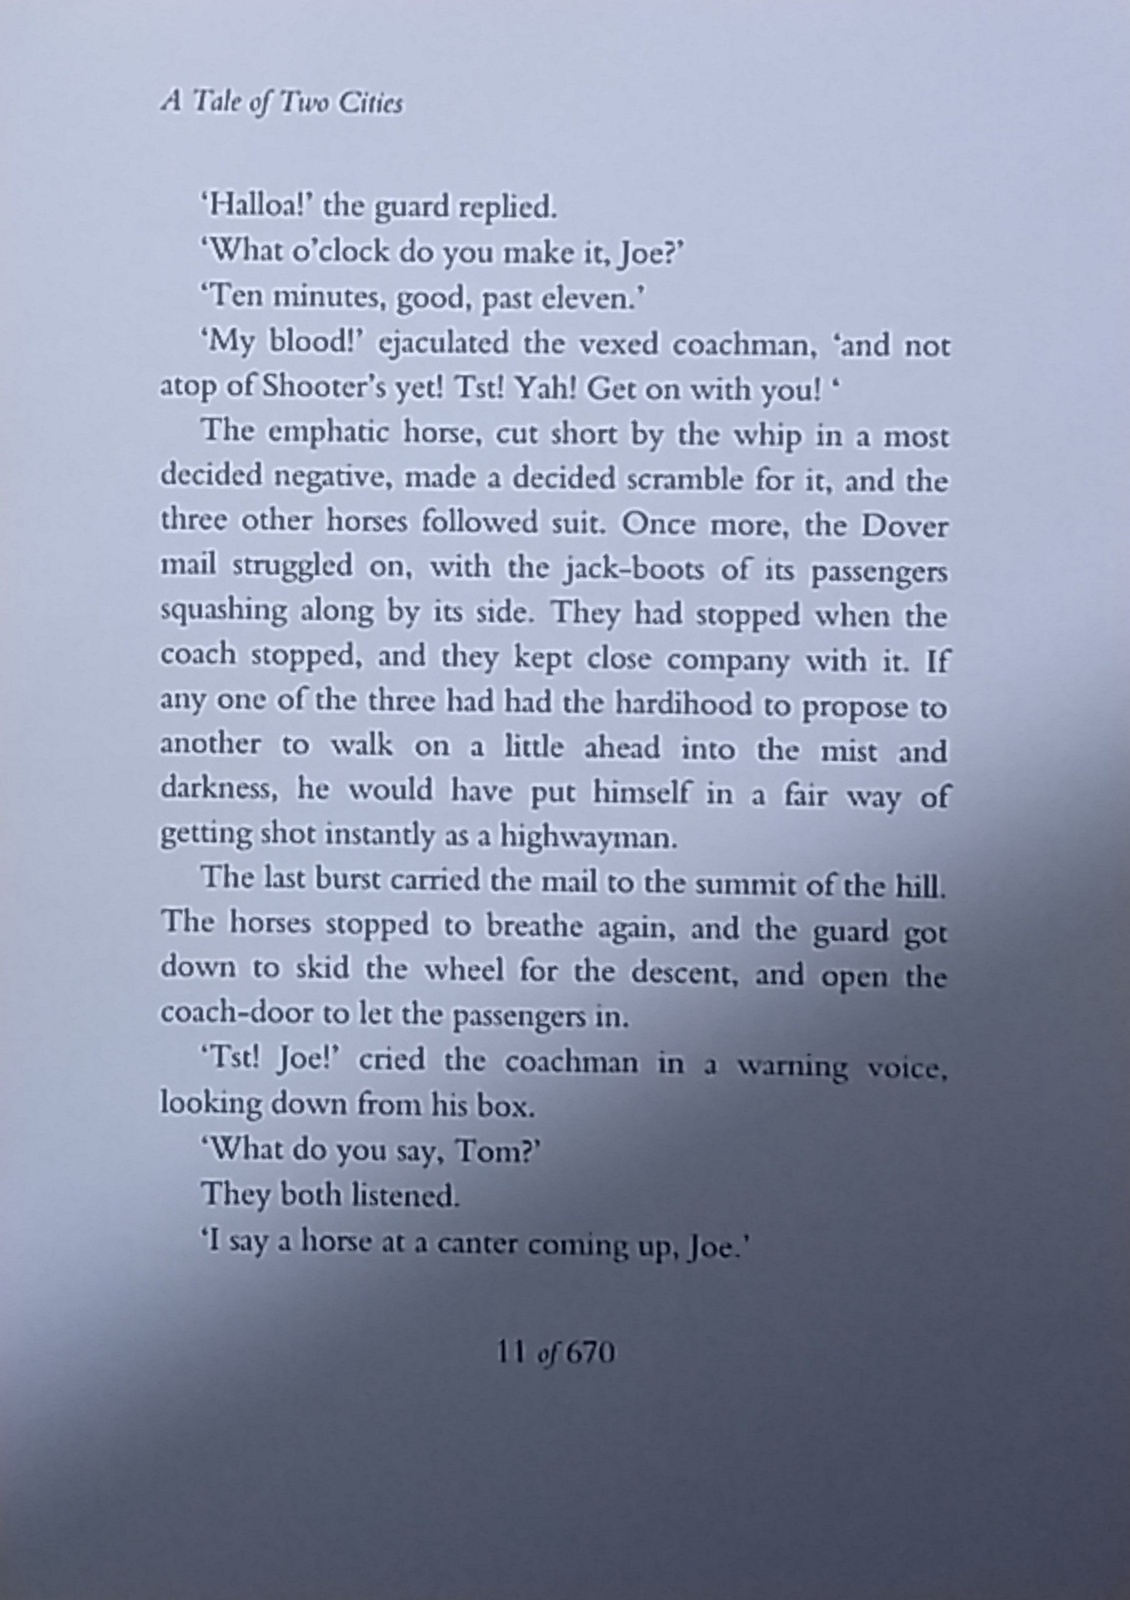 A Tale of Two Cities
‘Halloa!’ the guard replied.
‘What o’clock do you make it, Joe?’
‘Ten minutes, good, past eleven.’
‘My blood!’ ejaculated the vexed coachman, ‘and not
atop of Shooter’s yet! Tst! Yah! Get on with you! ‘
The emphatic horse, cut short by the whip in a most
decided negative, made a decided scramble for it, and the
three other horses followed suit. Once more, the Dover
mail struggled on, with the jack-boots of its passengers
squashing along by its side. They had stopped when the
coach stopped, and they kept close company with it. If
any one of the three had had the hardihood to propose to
another to walk on a little ahead into the mist and
darkness, he would have put himself in a fair way of
getting shot instantly as a highwayman.
The last burst carried the mail to the summit of the hill.
The horses stopped to breathe again, and the guard got
down to skid the wheel for the descent, and open the
coach-door to let the passengers in.
‘Tst! Joe!’ cried the coachman in a warning voice,
looking down from his box.
‘What do you say, Tom?’
They both listened.
‘I say a horse at a canter coming up, Joe.’
11 of 670